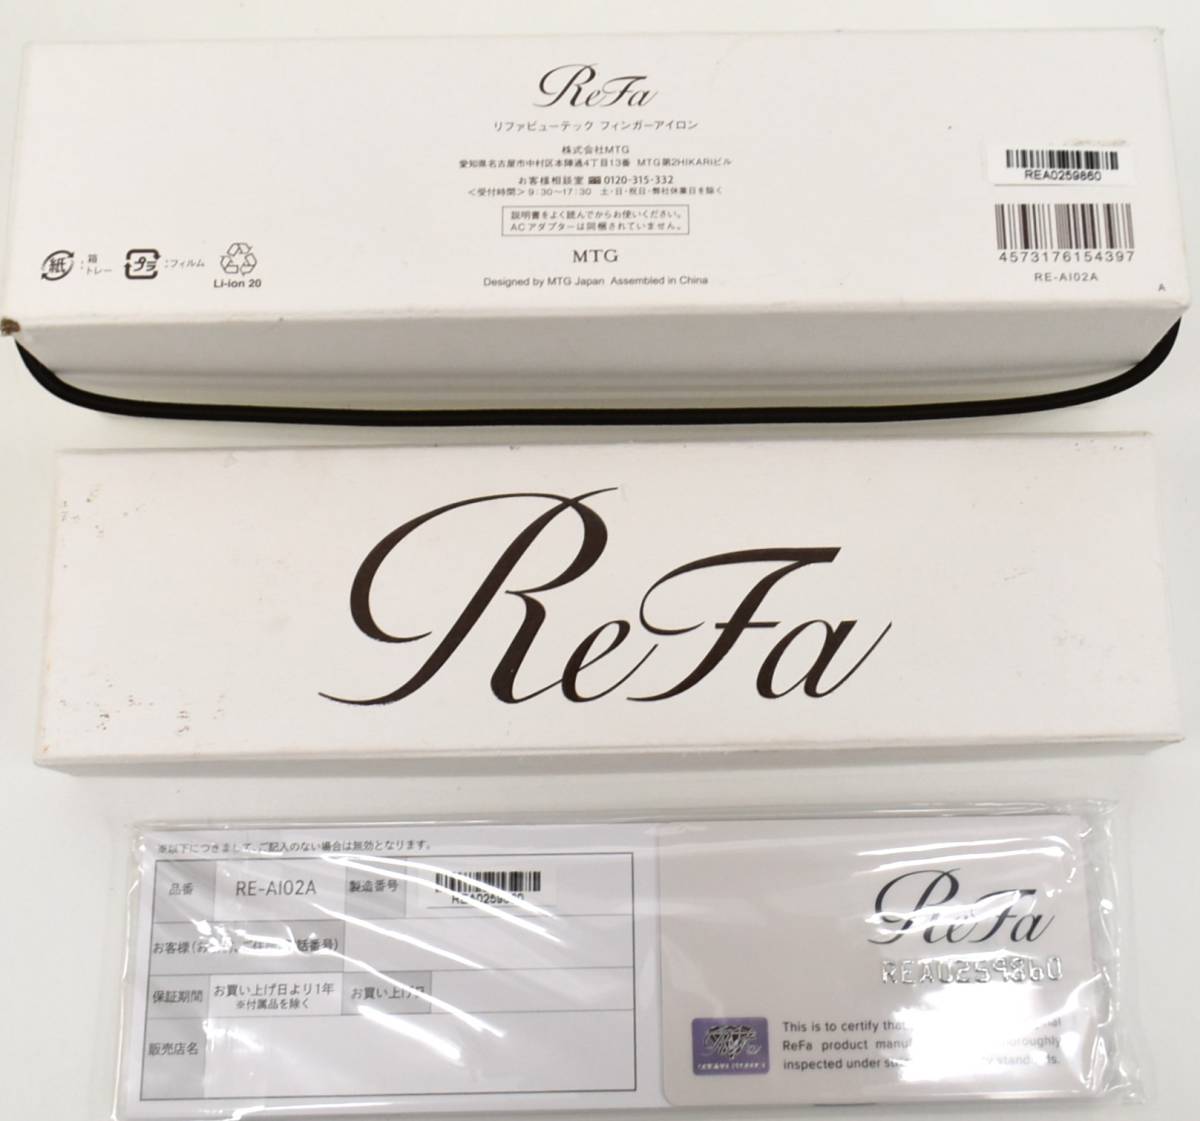 ReFa
リファビューテック フィンガーアイロン
株式会社MTG
愛知県名古屋市中村区本陣通4丁目13番 MTG第2HIKARIビル
お客様相談室 0120-315-332
＜受付時間＞9:30〜17:30 土・日・祝日・弊社休業日を除く
説明書をよく読んでからお使いください。
ACアダプターは同梱されていません。
MTG
Designed by MTG Japan Assembled in China
紙 :箱
トレー
プラ :フィルム
Li-ion 20
REA0259860
4573176154397
RE-AI02A
A
ReFa
※以下につきまして、ご記入のない場合は無効となります。
品番 RE-AI02A 製造番号
REA0259860
お客様(お ご住 話番号)
保証期間 お買い上げ日より1年 お買い上げ日
※付属品を除く
販売店名
ReFa
REA0259860
This is to certify that
ReFa product manu oroughly
inspected under standards.